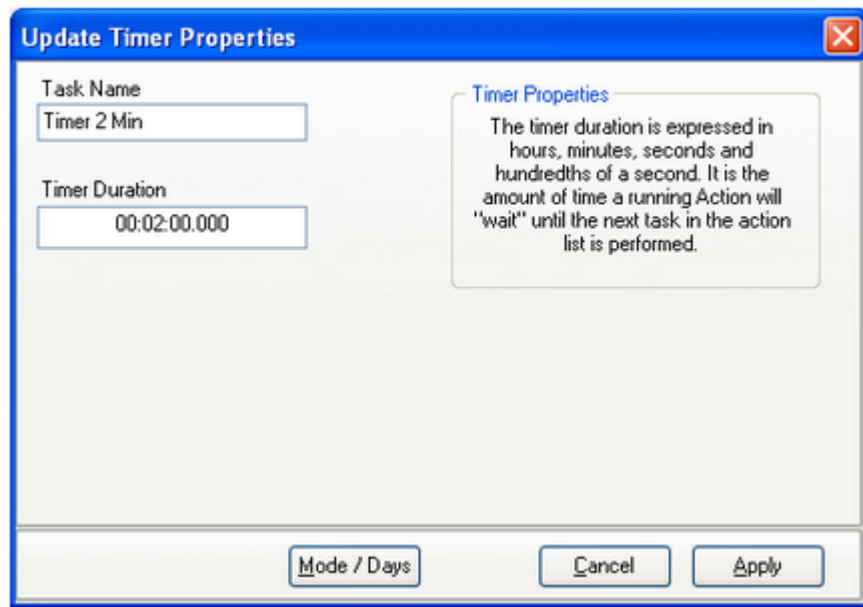 Update Timer Properties
Task Name
Timer 2 Min
Timer Duration
00:02:00.000
Timer Properties
The timer duration is expressed in
hours, minutes, seconds and
hundredths of a second. It is the
amount of time a running Action will
"wait" until the next task in the action
list is performed.
Mode / Days
Cancel
Apply